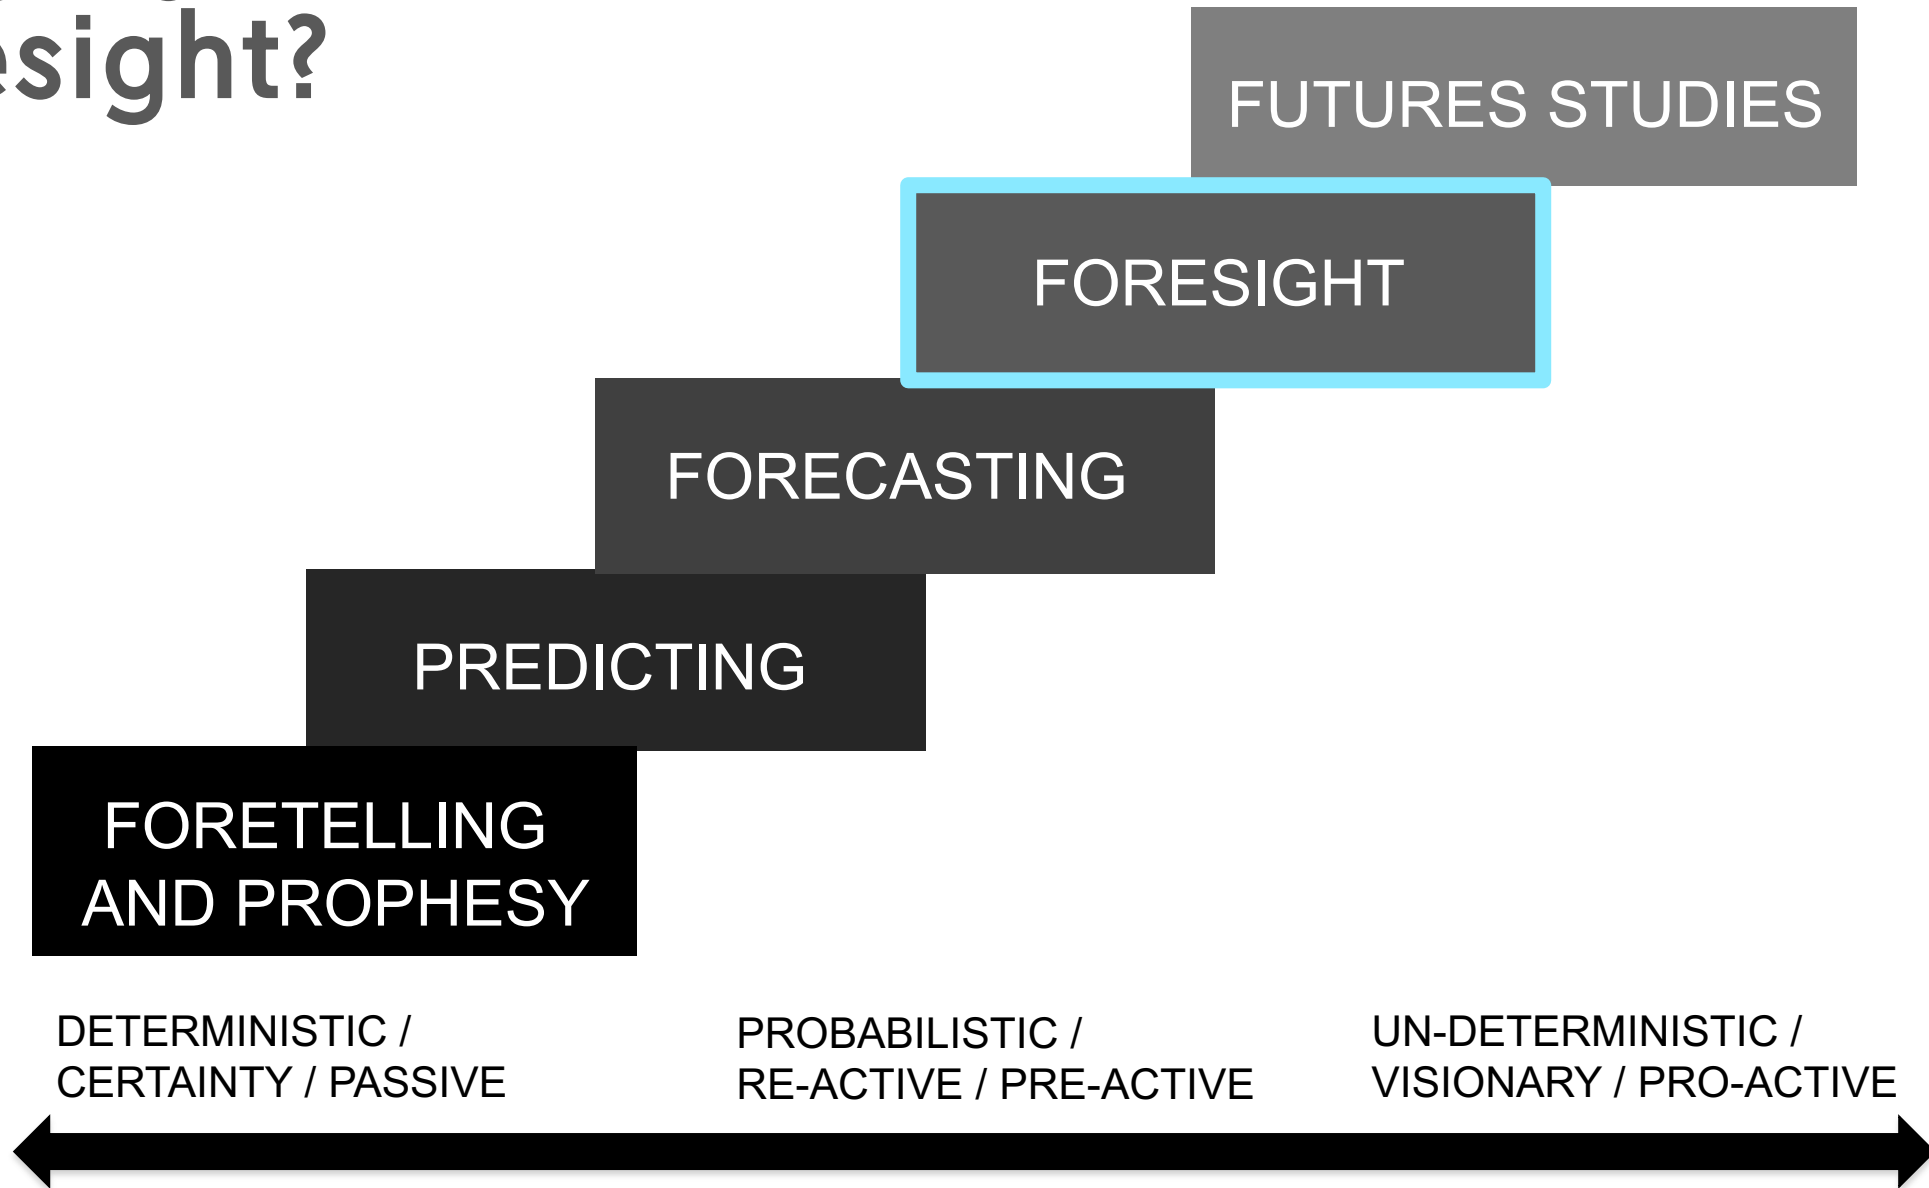 esight?
FUTURES STUDIES
FORESIGHT
FORECASTING
PREDICTING
FORETELLING
AND PROPHESY
DETERMINISTIC /
CERTAINTY / PASSIVE
PROBABILISTIC /
RE-ACTIVE / PRE-ACTIVE
UN-DETERMINISTIC /
VISIONARY / PRO-ACTIVE